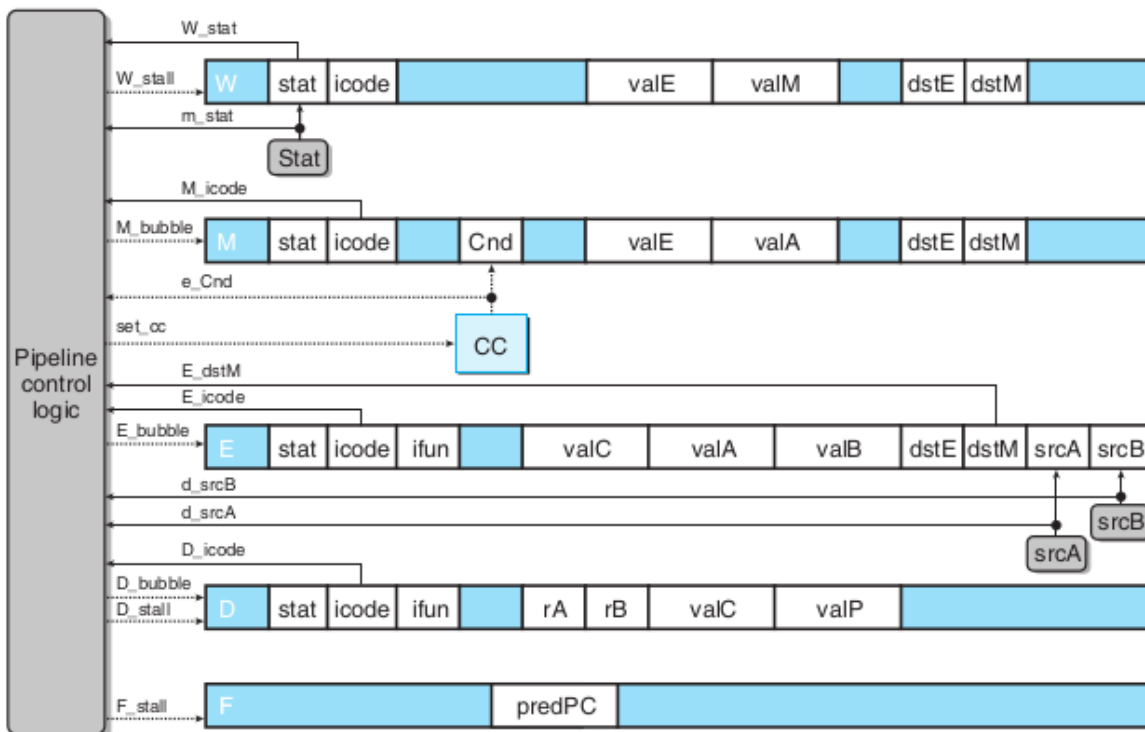 W_stat
W_stall
W stat icode valE valM dstE dstM
m_stat
Stat
M_icode
M_bubble
M stat icode Cnd valE valA dstE dstM
e_Cnd
set_cc
CC
Pipeline
control
logic
E_dstM
E_icode
E_bubble
E stat icode ifun valC valA valB dstE dstM srcA srcB
d_srcB
d_srcA
srcB
srcA
D_icode
D_bubble
D_stall
D stat icode ifun rA rB valC valP
F_stall
F predPC